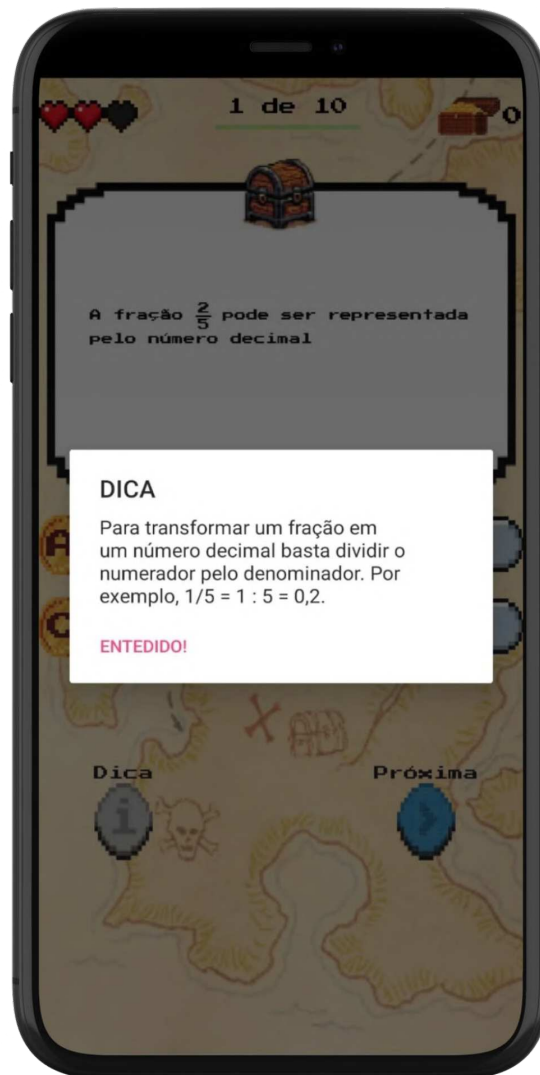 1 de 10
0
A fração 2/5 pode ser representada
pelo número decimal
DICA
Para transformar um fração em
um número decimal basta dividir o
numerador pelo denominador. Por
exemplo, 1/5 = 1 : 5 = 0,2.
ENTEDIDO!
A
C
Dica
Próxima
i